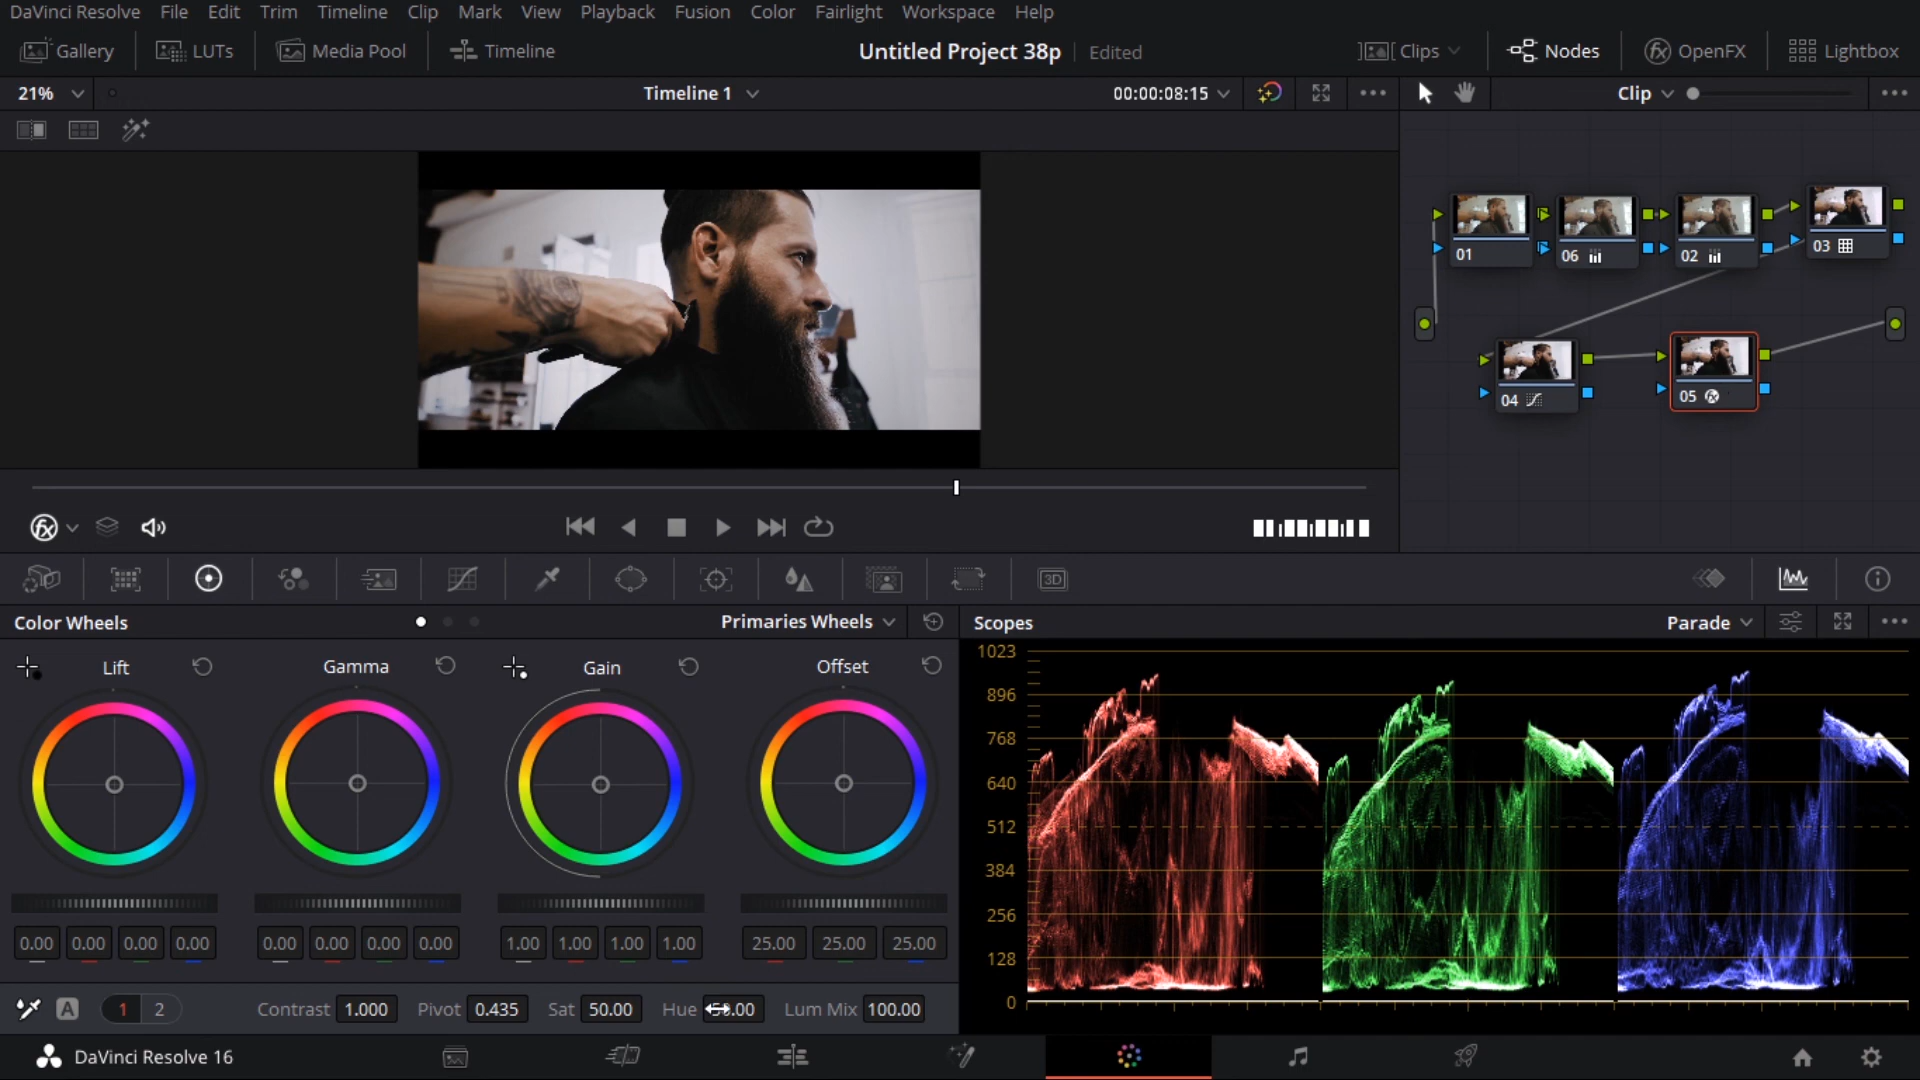 DaVinci Resolve File Edit Trim Timeline Clip Mark View Playback Fusion Color Fairlight Workspace Help
Gallery LUTs Media Pool Timeline Untitled Project 38p Edited Clips Nodes OpenFX Lightbox
21% Timeline 1 00:00:08:15 Clip
01 06 02 03
04 05
3D
Color Wheels Primaries Wheels Scopes Parade
Lift Gamma Gain Offset
1023
896
768
640
512
384
256
128
0
0.00 0.00 0.00 0.00 0.00 0.00 0.00 0.00 1.00 1.00 1.00 1.00 25.00 25.00 25.00
A 1 2 Contrast 1.000 Pivot 0.435 Sat 50.00 Hue 50.00 Lum Mix 100.00
DaVinci Resolve 16